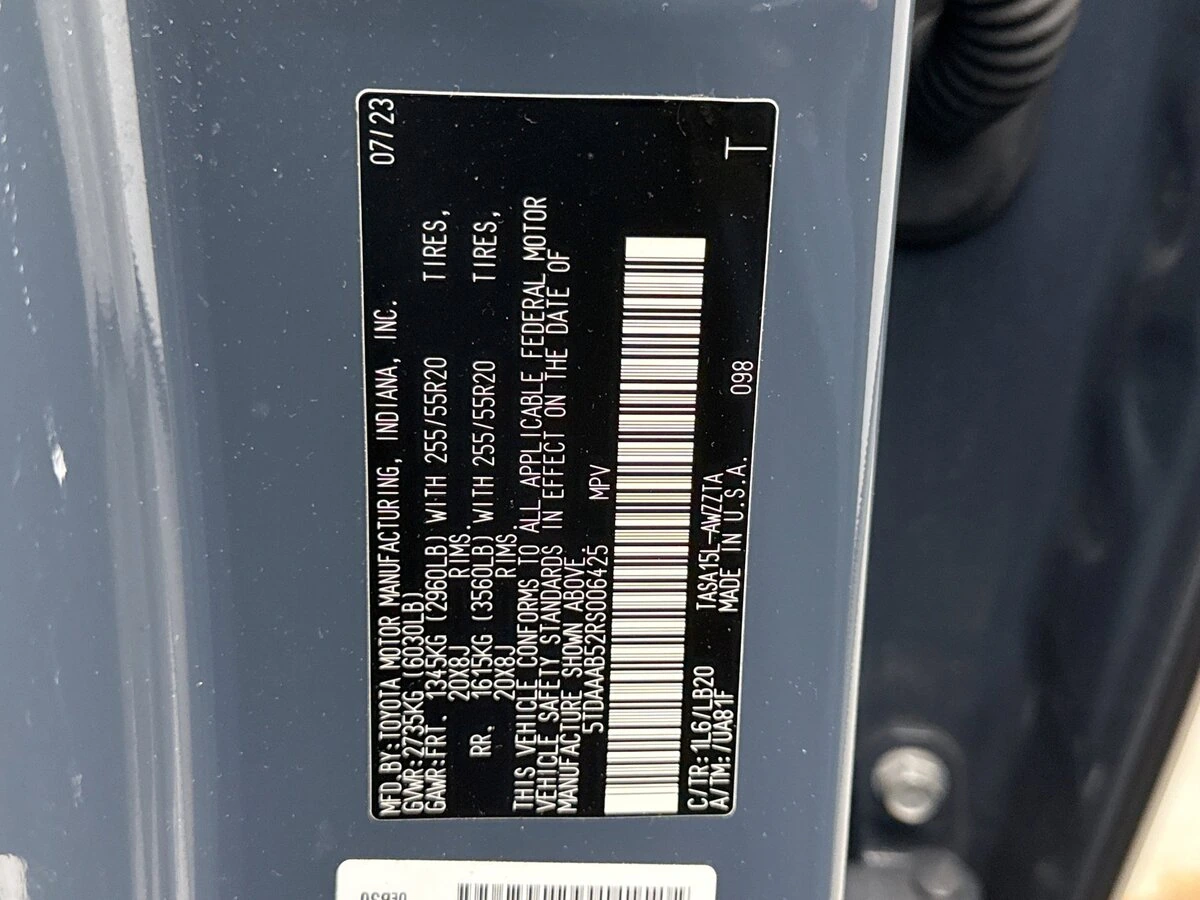 MFD.BY:TOYOTA MOTOR MANUFACTURING, INDIANA, INC. 07/23
GVWR:2735KG (6030LB)
GAWR:FRT. 1345KG (2960LB) WITH 255/55R20 TIRES,
20X8J RIMS.
RR. 1615KG (3560LB) WITH 255/55R20 TIRES,
20X8J RIMS.
THIS VEHICLE CONFORMS TO ALL APPLICABLE FEDERAL MOTOR
VEHICLE SAFETY STANDARDS IN EFFECT ON THE DATE OF
MANUFACTURE SHOWN ABOVE.
5TDAAAB52RS006425 MPV
C/TR:1L6/LB20 TASA15L-AWZZTA
A/TM:/UA81F MADE IN U.S.A. 098 T